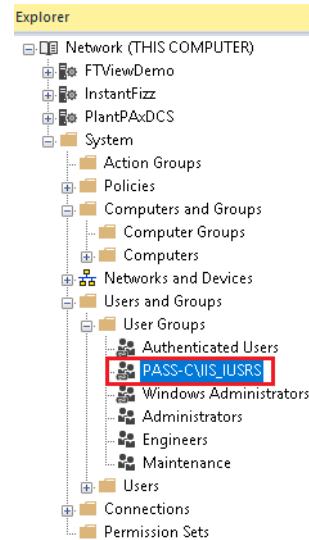 Explorer
Network (THIS COMPUTER)
FTViewDemo
InstantFizz
PlantPAxDCS
System
Action Groups
Policies
Computers and Groups
Computer Groups
Computers
Networks and Devices
Users and Groups
User Groups
Authenticated Users
PASS-C\IIS_IUSRS
Windows Administrators
Administrators
Engineers
Maintenance
Users
Connections
Permission Sets